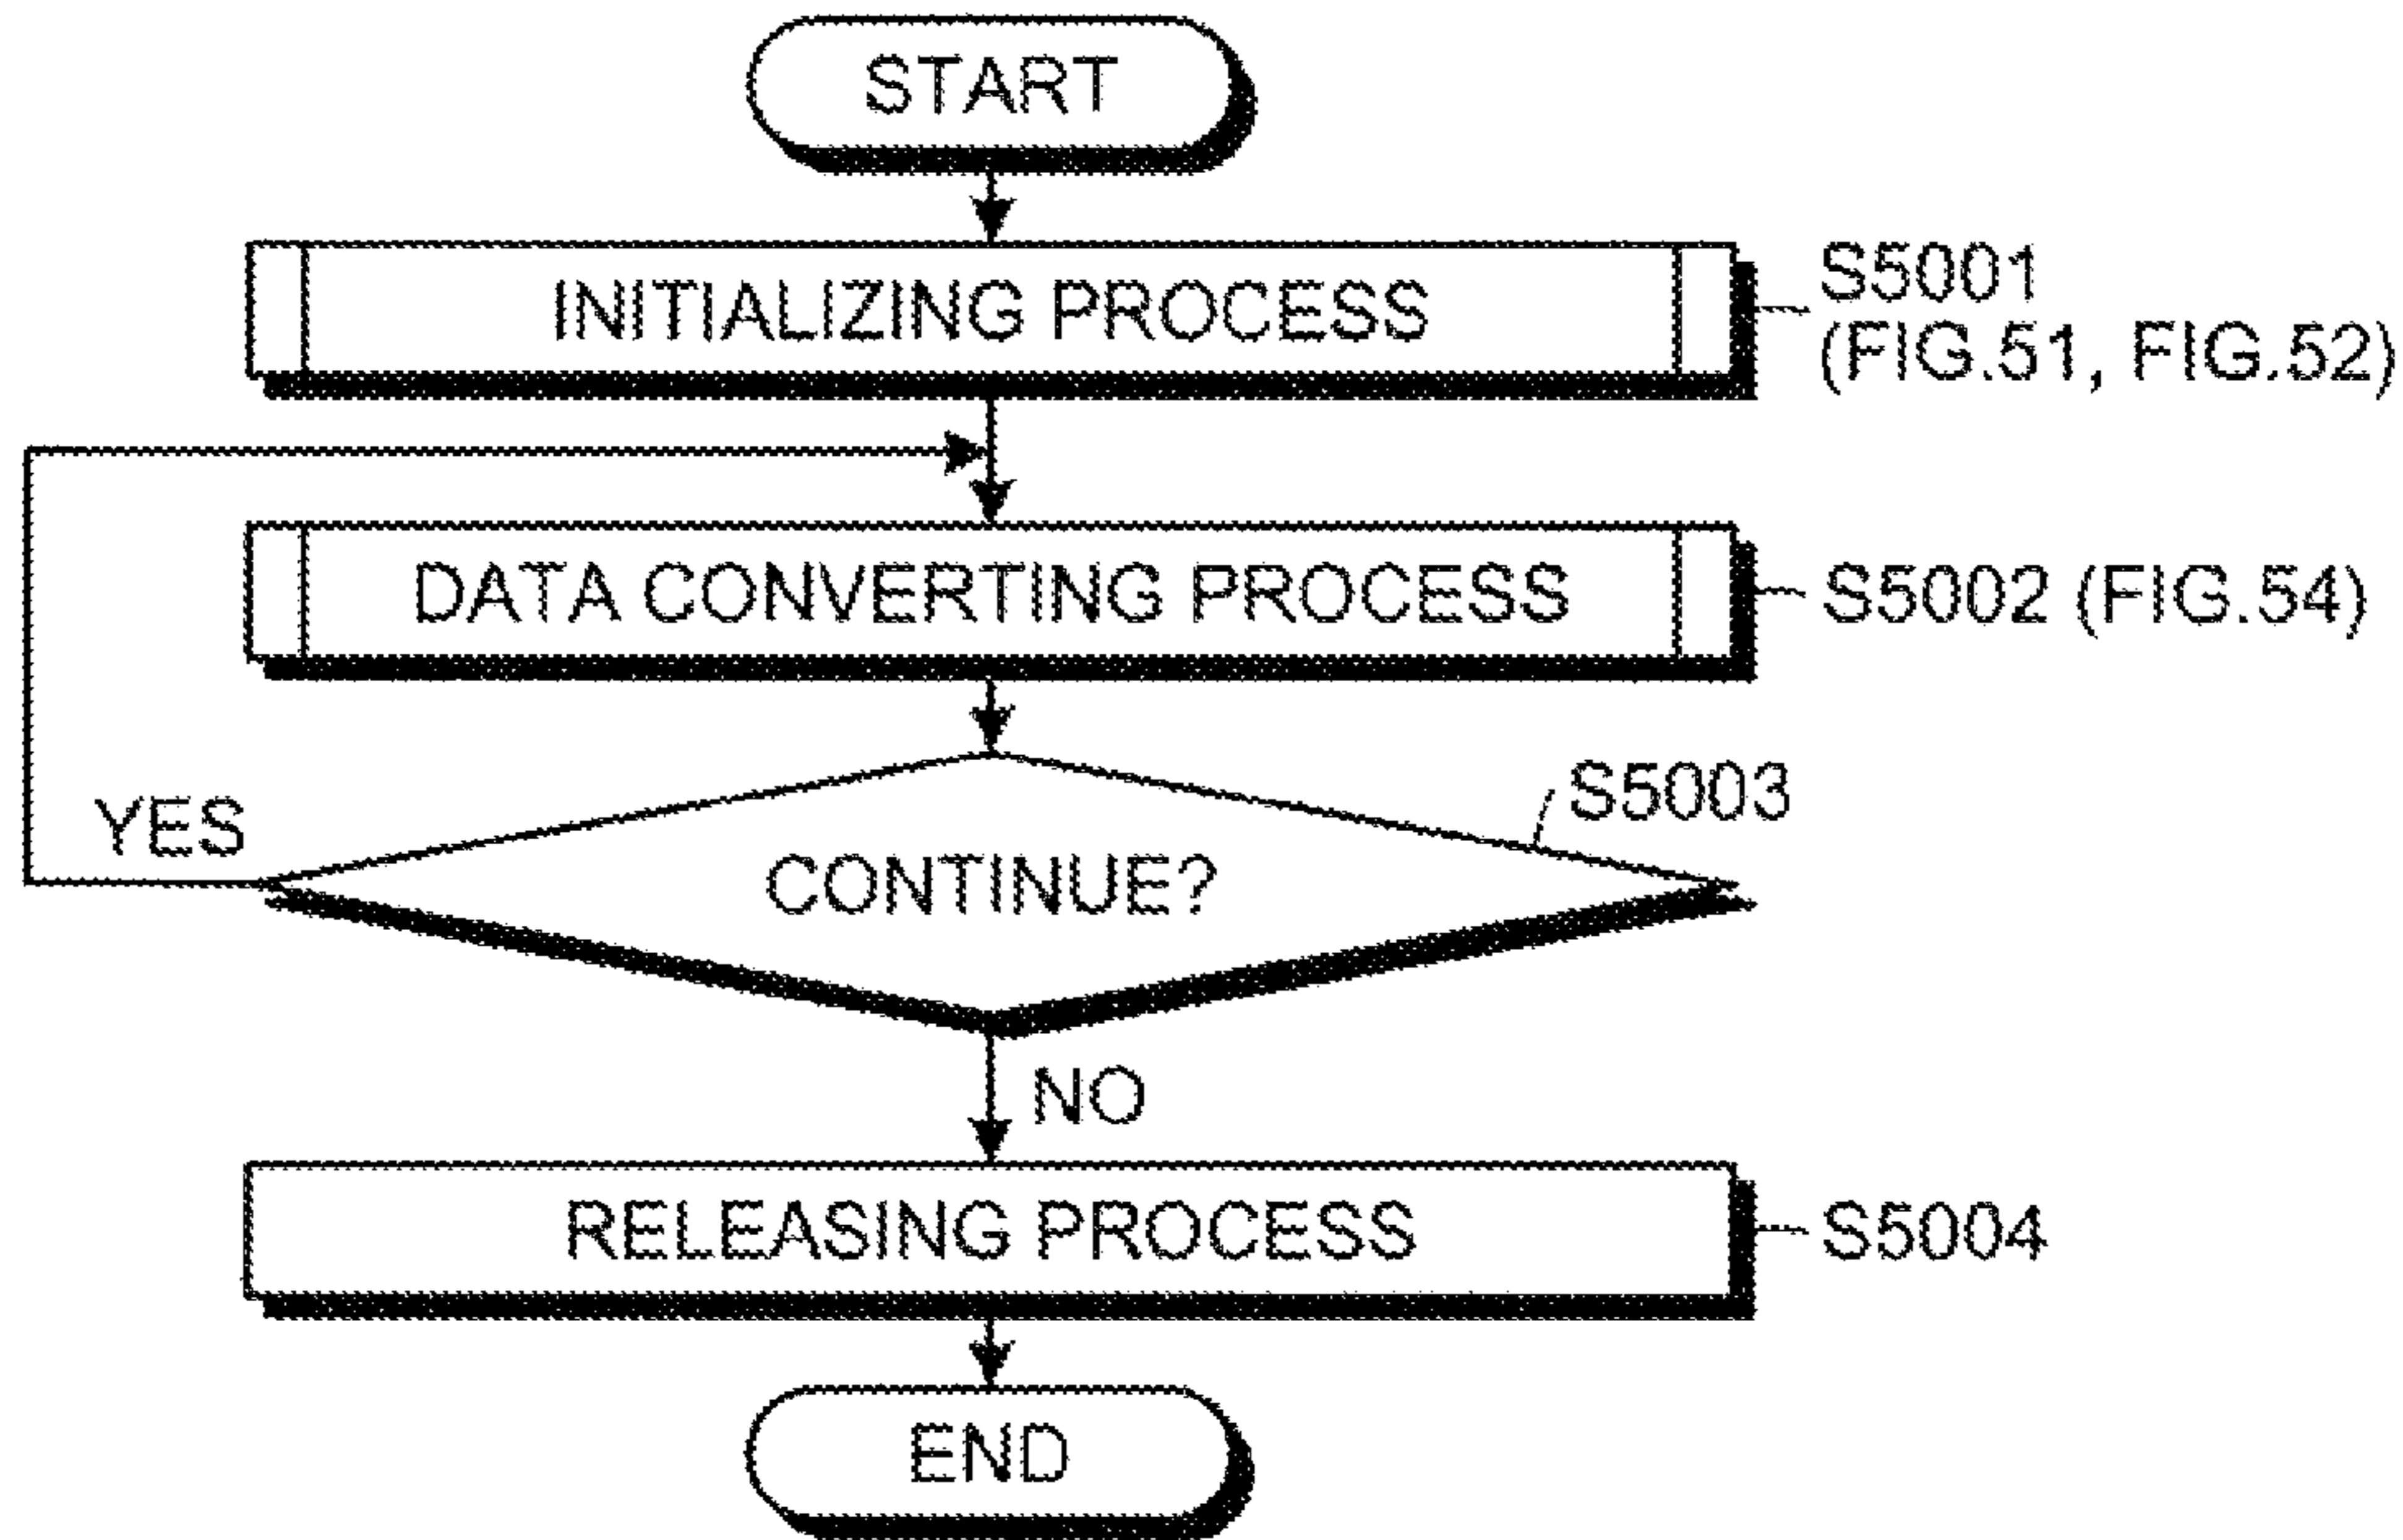 START
INITIALIZING PROCESS
S5001
(FIG.51, FIG.52)
DATA CONVERTING PROCESS
S5002 (FIG.54)
S5003
YES
CONTINUE?
NO
RELEASING PROCESS
S5004
END